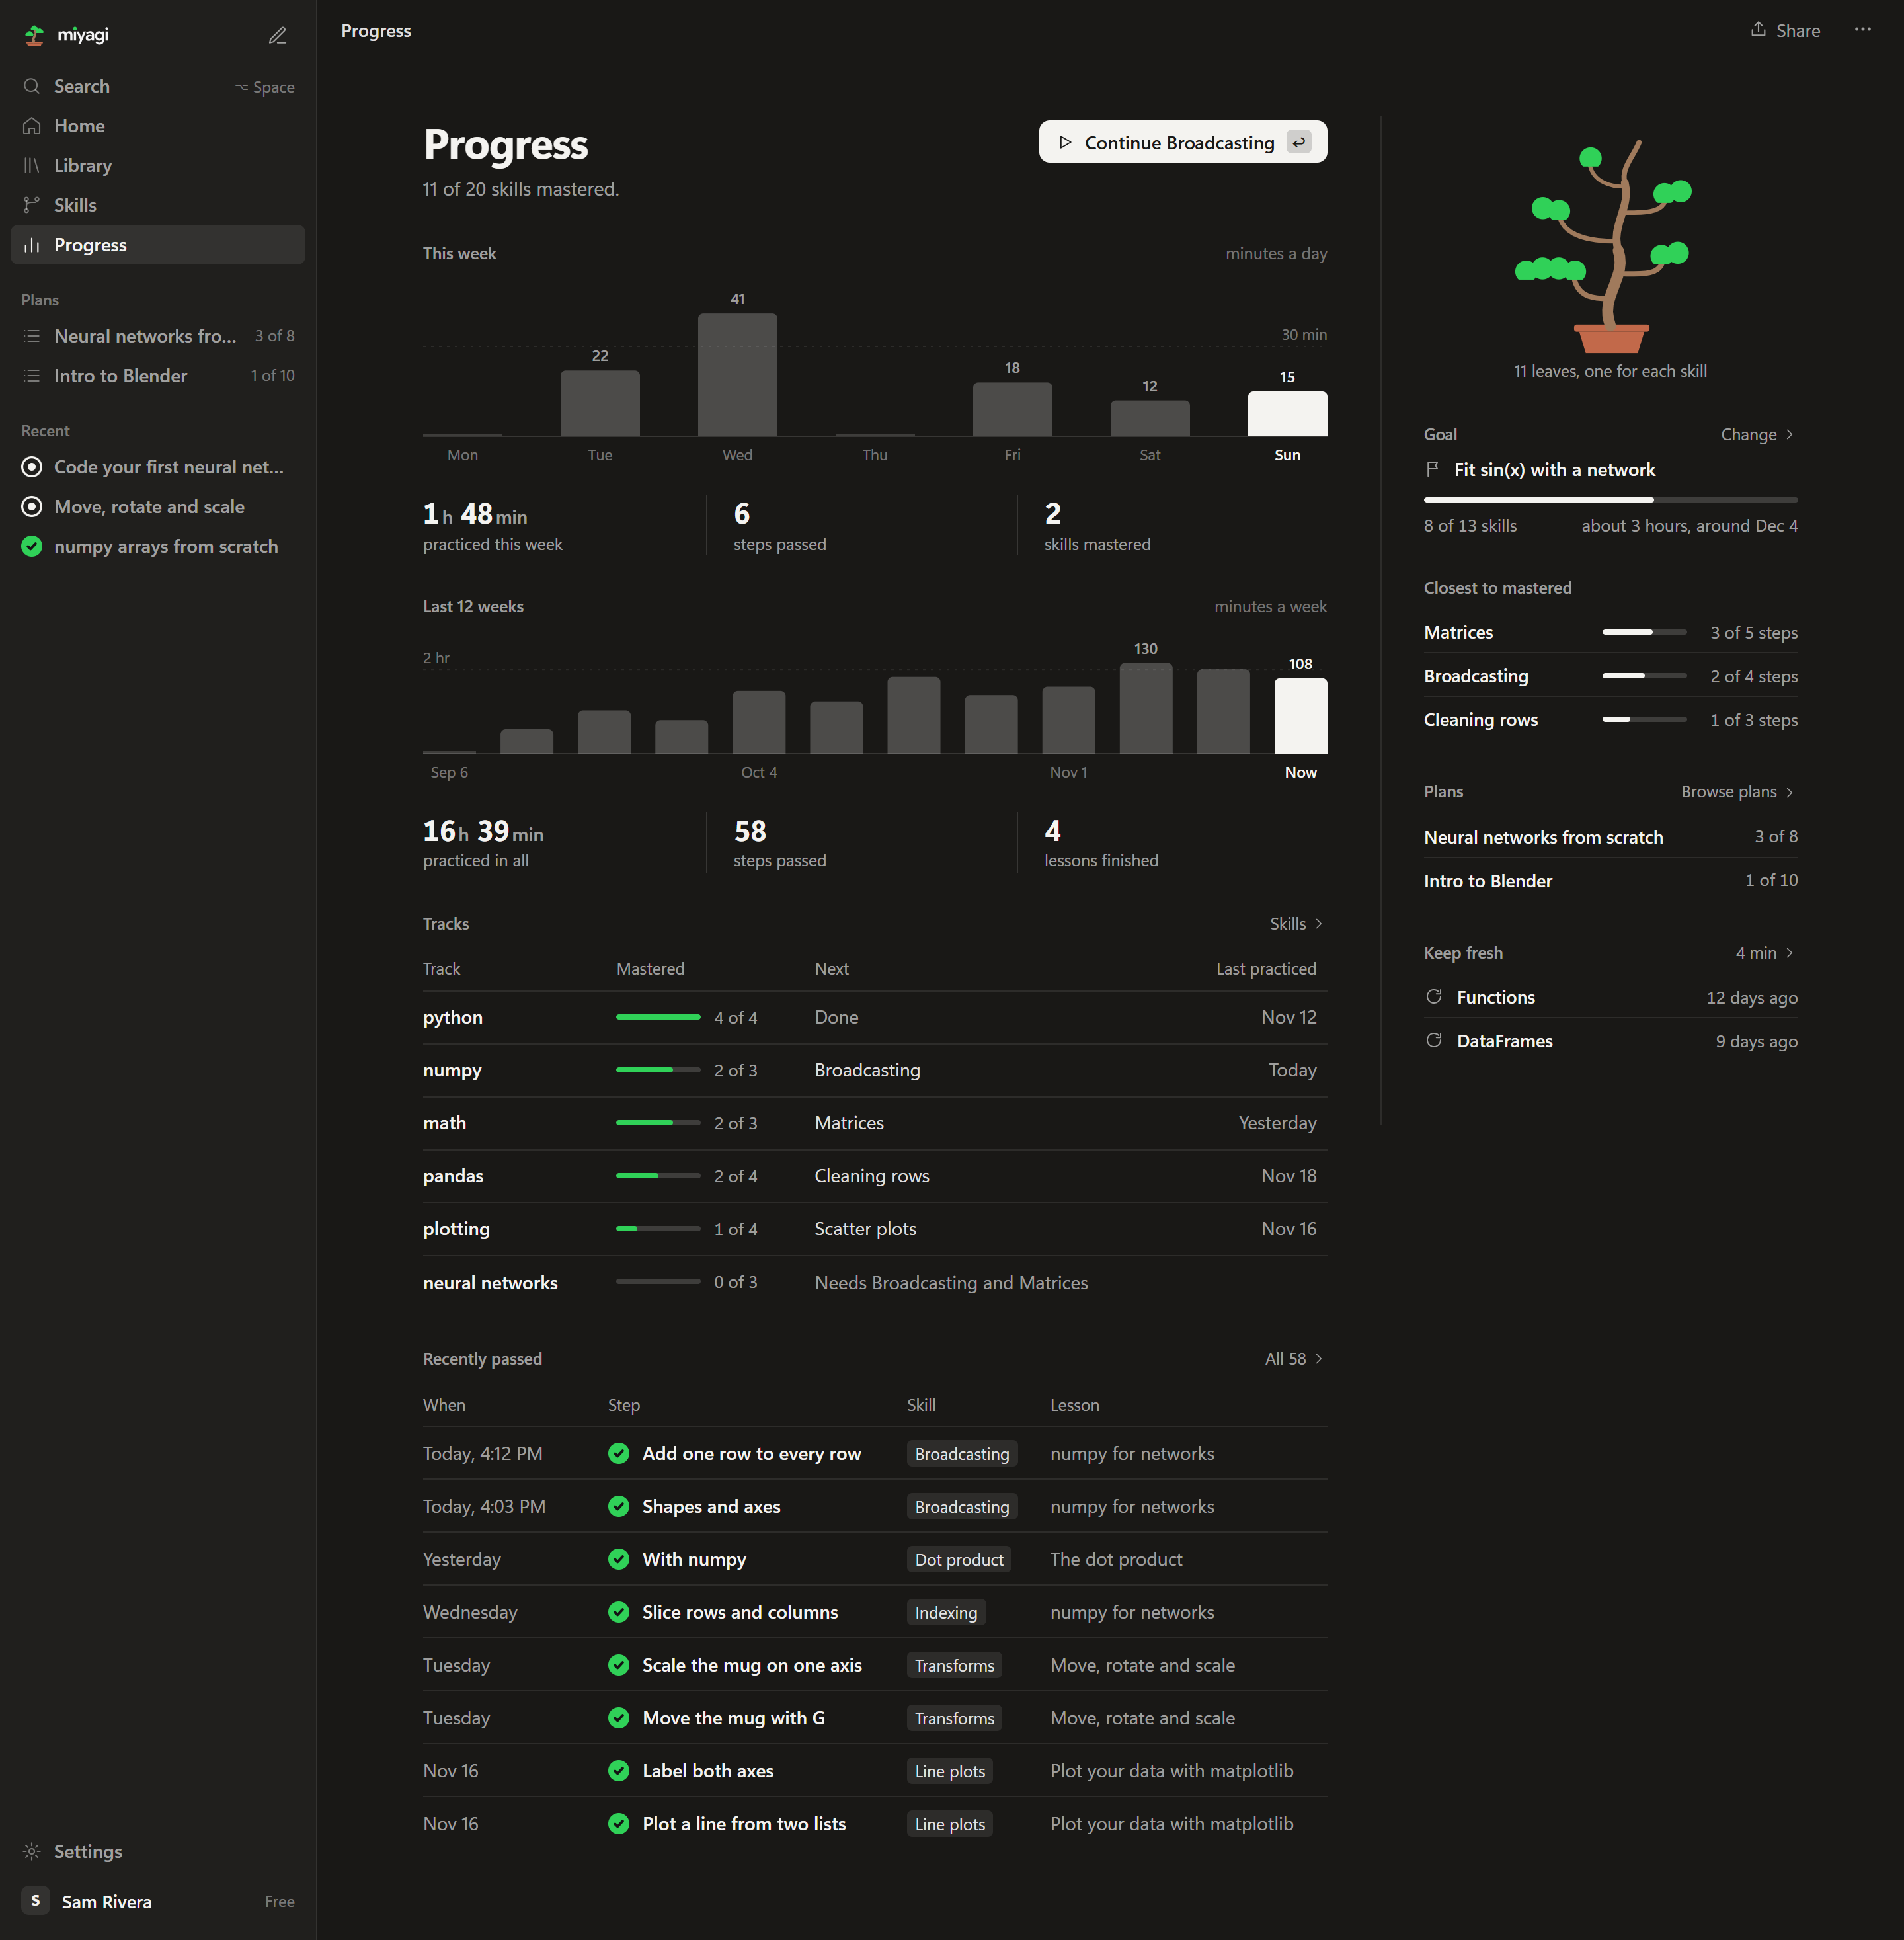 miyagi
Search
⌥ Space
Home
Library
Skills
Progress
Plans
Neural networks fro... 3 of 8
Intro to Blender 1 of 10
Recent
Code your first neural net...
Move, rotate and scale
numpy arrays from scratch
Settings
S Sam Rivera Free
Progress
Share
Progress
11 of 20 skills mastered.
Continue Broadcasting
This week minutes a day
41
30 min
22
18
12
15
Mon Tue Wed Thu Fri Sat Sun
1 h 48 min
practiced this week
6
steps passed
2
skills mastered
Last 12 weeks minutes a week
2 hr
130
108
Sep 6 Oct 4 Nov 1 Now
16 h 39 min
practiced in all
58
steps passed
4
lessons finished
Tracks Skills
Track Mastered Next Last practiced
python 4 of 4 Done Nov 12
numpy 2 of 3 Broadcasting Today
math 2 of 3 Matrices Yesterday
pandas 2 of 4 Cleaning rows Nov 18
plotting 1 of 4 Scatter plots Nov 16
neural networks 0 of 3 Needs Broadcasting and Matrices
Recently passed All 58
When Step Skill Lesson
Today, 4:12 PM Add one row to every row Broadcasting numpy for networks
Today, 4:03 PM Shapes and axes Broadcasting numpy for networks
Yesterday With numpy Dot product The dot product
Wednesday Slice rows and columns Indexing numpy for networks
Tuesday Scale the mug on one axis Transforms Move, rotate and scale
Tuesday Move the mug with G Transforms Move, rotate and scale
Nov 16 Label both axes Line plots Plot your data with matplotlib
Nov 16 Plot a line from two lists Line plots Plot your data with matplotlib
11 leaves, one for each skill
Goal Change
Fit sin(x) with a network
8 of 13 skills about 3 hours, around Dec 4
Closest to mastered
Matrices 3 of 5 steps
Broadcasting 2 of 4 steps
Cleaning rows 1 of 3 steps
Plans Browse plans
Neural networks from scratch 3 of 8
Intro to Blender 1 of 10
Keep fresh 4 min
Functions 12 days ago
DataFrames 9 days ago